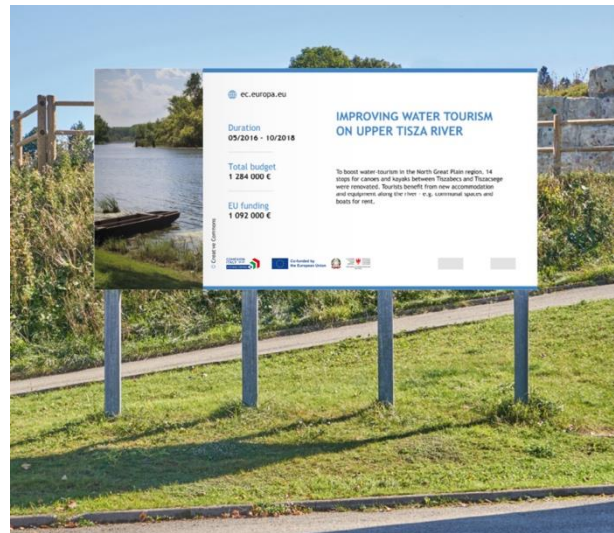 ec.europa.eu
Duration
05/2016 - 10/2018
Total budget
1 284 000 €
EU funding
1 092 000 €
IMPROVING WATER TOURISM
ON UPPER TISZA RIVER
To boost water-tourism in the North Great Plain region, 14
stops for canoes and kayaks between Tiszabecs and Tiszacsege
were renovated. Tourists benefit from new accommodation
and equipment along the river - e.g. communal spaces and
boats for rent.
© Creative Commons
Co-funded by
the European Union